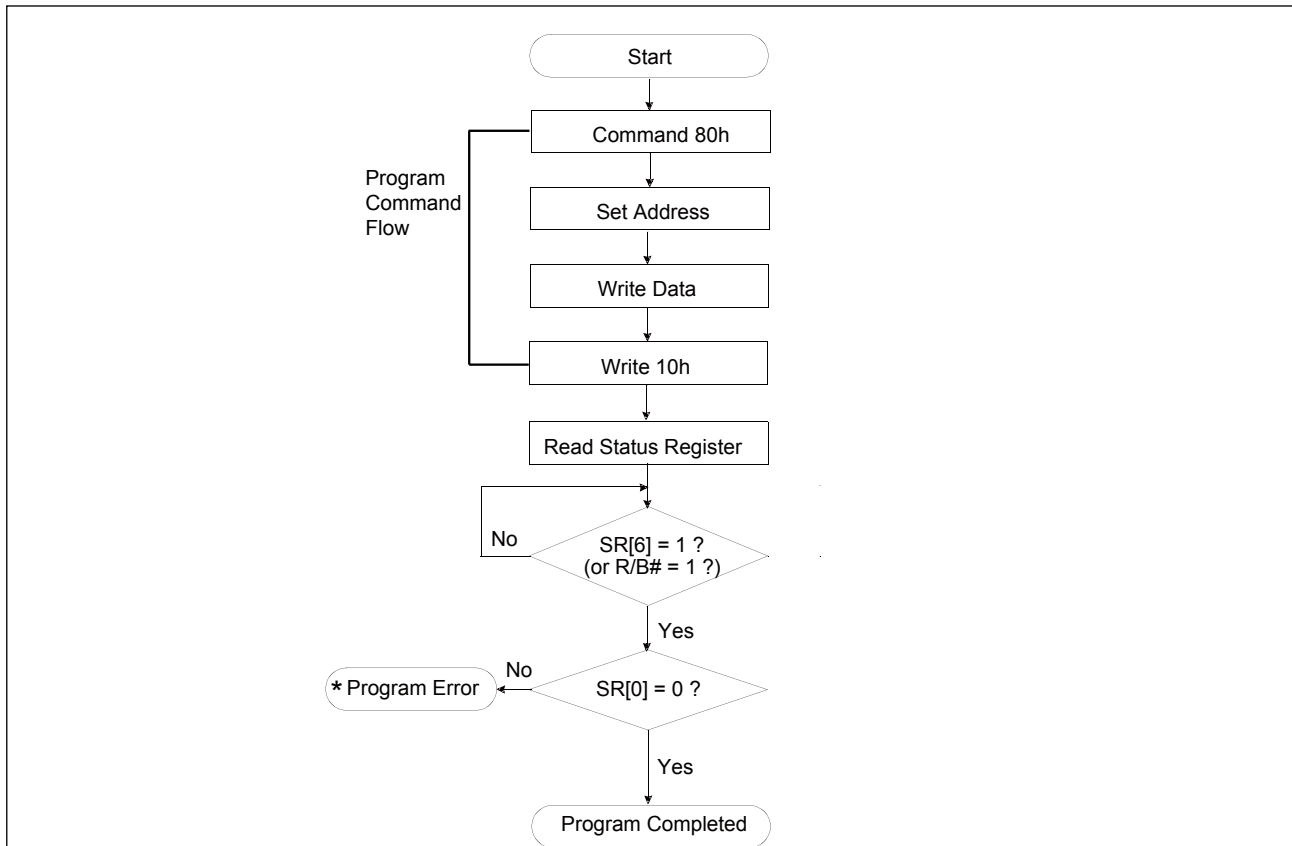 Start
Command 80h
Program
Command
Flow
Set Address
Write Data
Write 10h
Read Status Register
No
SR[6] = 1 ?
(or R/B# = 1 ?)
Yes
No
* Program Error
SR[0] = 0 ?
Yes
Program Completed